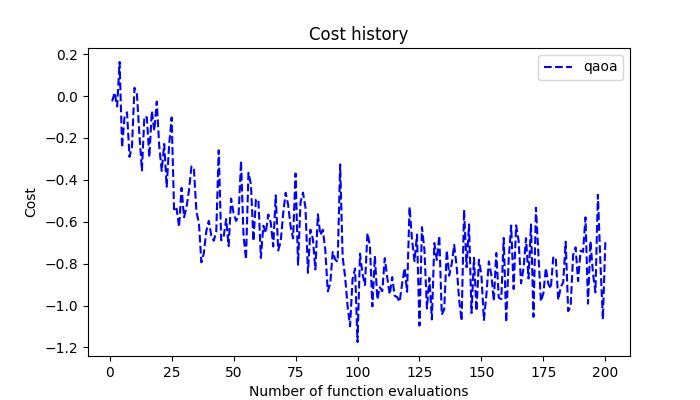 Cost history
qaoa
Cost
0.2
0.0
−0.2
−0.4
−0.6
−0.8
−1.0
−1.2
0 25 50 75 100 125 150 175 200
Number of function evaluations